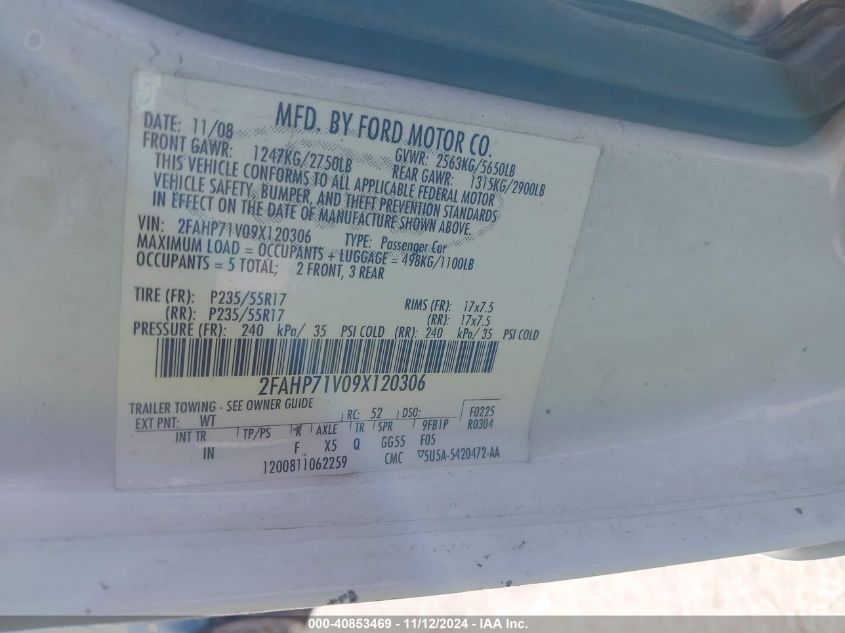 MFD. BY FORD MOTOR CO.
DATE: 11/08 GVWR: 2563KG/5650LB
FRONT GAWR: 1247KG/2750LB REAR GAWR: 1315KG/2900LB
THIS VEHICLE CONFORMS TO ALL APPLICABLE FEDERAL MOTOR
VEHICLE SAFETY, BUMPER, AND THEFT PREVENTION STANDARDS
IN EFFECT ON THE DATE OF MANUFACTURE SHOWN ABOVE.
VIN: 2FAHP71V09X120306 TYPE: Passenger Car
MAXIMUM LOAD = OCCUPANTS + LUGGAGE = 498KG/1100LB
OCCUPANTS = 5 TOTAL; 2 FRONT, 3 REAR
TIRE (FR): P235/55R17 RIMS (FR): 17x7.5
(RR): P235/55R17 (RR): 17x7.5
PRESSURE (FR): 240 kPa/ 35 PSI COLD (RR): 240 kPa/ 35 PSI COLD
2FAHP71V09X120306
TRAILER TOWING - SEE OWNER GUIDE
EXT PNT: WT RC: 52 DSO: F0225
INT TR TP/PS R AXLE TR SPR 9FB1P R0304
IN F X5 Q GG55 F05
1200811062259 CMC 5U5A-5420472-AA
000-40853469 - 11/12/2024 - IAA Inc.